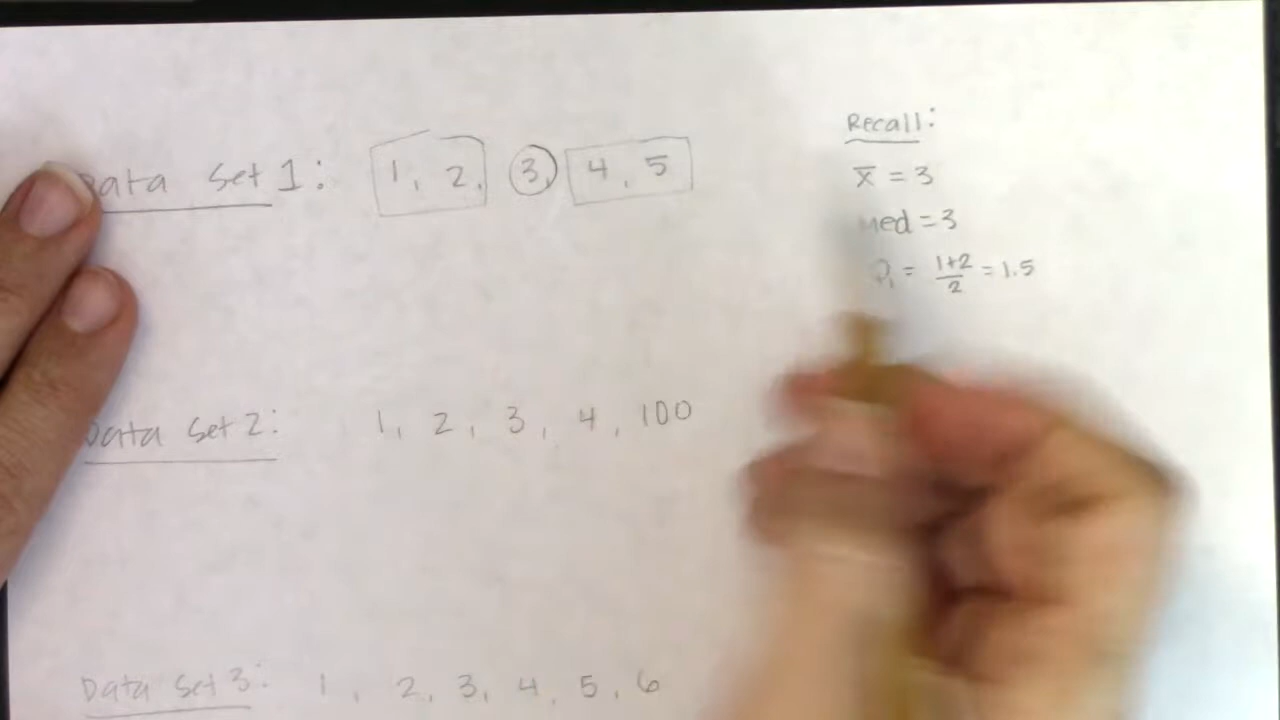 Data Set 1: 1, 2, 3, 4, 5
Recall:
x̄ = 3
Med = 3
Q₁ = 1+2/2 = 1.5
Data Set 2: 1, 2, 3, 4, 100
Data Set 3: 1, 2, 3, 4, 5, 6